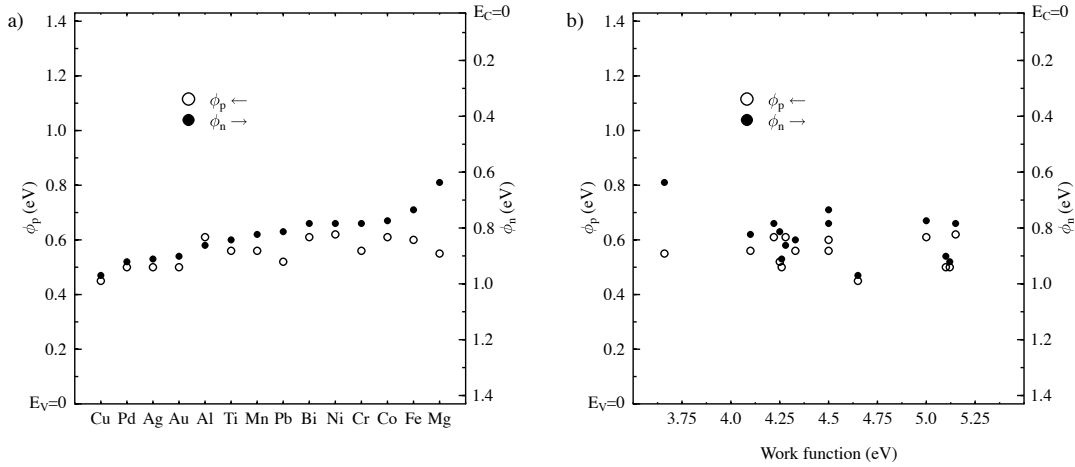 a)
1.4
1.2
1.0
0.8
0.6
0.4
0.2
E_V=0
ϕ_p (eV)
ϕ_p ←
ϕ_n →
E_C=0
0.2
0.4
0.6
0.8
1.0
1.2
1.4
ϕ_n (eV)
Cu Pd Ag Au Al Ti Mn Pb Bi Ni Cr Co Fe Mg
b)
1.4
1.2
1.0
0.8
0.6
0.4
0.2
E_V=0
ϕ_p (eV)
ϕ_p ←
ϕ_n →
E_C=0
0.2
0.4
0.6
0.8
1.0
1.2
1.4
ϕ_n (eV)
3.75 4.0 4.25 4.5 4.75 5.0 5.25
Work function (eV)